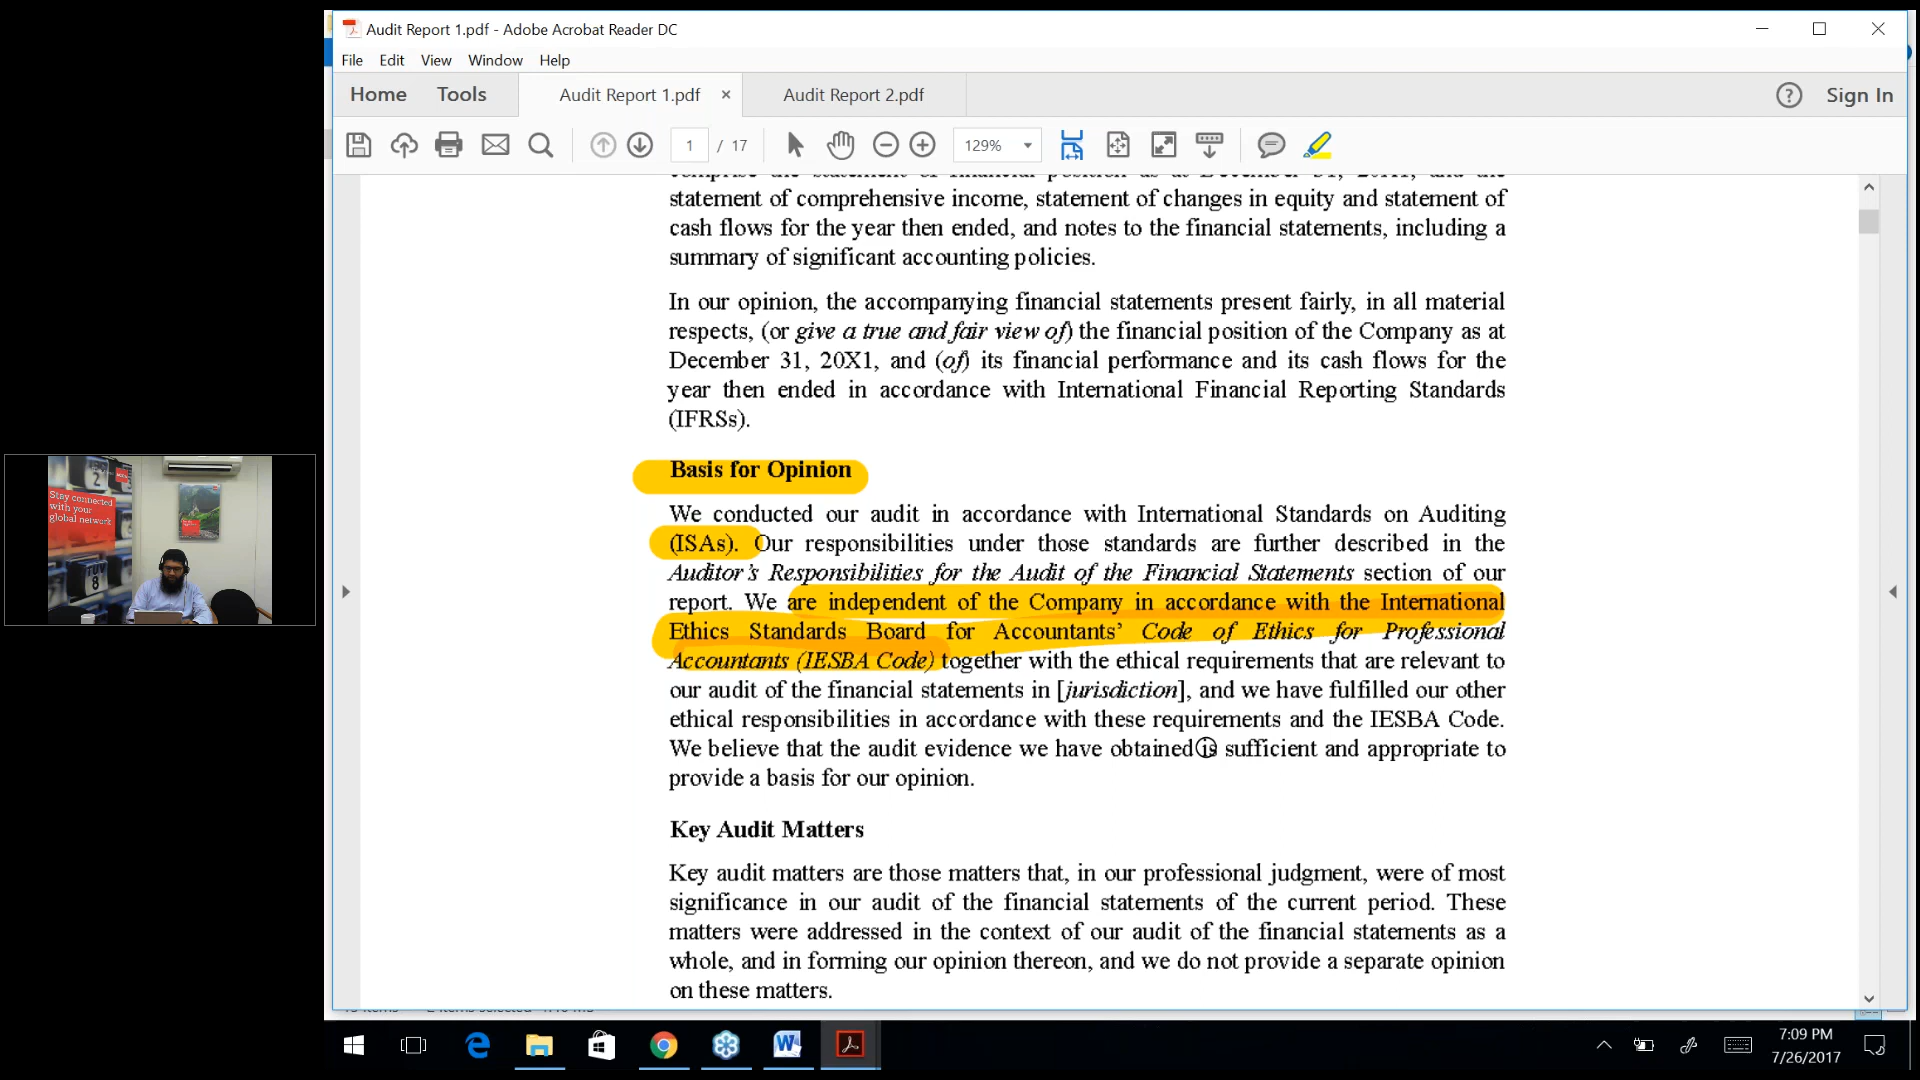 Audit Report 1.pdf - Adobe Acrobat Reader DC
File Edit View Window Help
Home Tools Audit Report 1.pdf × Audit Report 2.pdf ? Sign In
1 / 17 129%
statement of comprehensive income, statement of changes in equity and statement of
cash flows for the year then ended, and notes to the financial statements, including a
summary of significant accounting policies.
In our opinion, the accompanying financial statements present fairly, in all material
respects, (or give a true and fair view of) the financial position of the Company as at
December 31, 20X1, and (of) its financial performance and its cash flows for the
year then ended in accordance with International Financial Reporting Standards
(IFRSs).
Basis for Opinion
We conducted our audit in accordance with International Standards on Auditing
(ISAs). Our responsibilities under those standards are further described in the
Auditor's Responsibilities for the Audit of the Financial Statements section of our
report. We are independent of the Company in accordance with the International
Ethics Standards Board for Accountants' Code of Ethics for Professional
Accountants (IESBA Code) together with the ethical requirements that are relevant to
our audit of the financial statements in [jurisdiction], and we have fulfilled our other
ethical responsibilities in accordance with these requirements and the IESBA Code.
We believe that the audit evidence we have obtained is sufficient and appropriate to
provide a basis for our opinion.
Key Audit Matters
Key audit matters are those matters that, in our professional judgment, were of most
significance in our audit of the financial statements of the current period. These
matters were addressed in the context of our audit of the financial statements as a
whole, and in forming our opinion thereon, and we do not provide a separate opinion
on these matters.
Stay connected
with your
global network
2
8
7:09 PM
7/26/2017